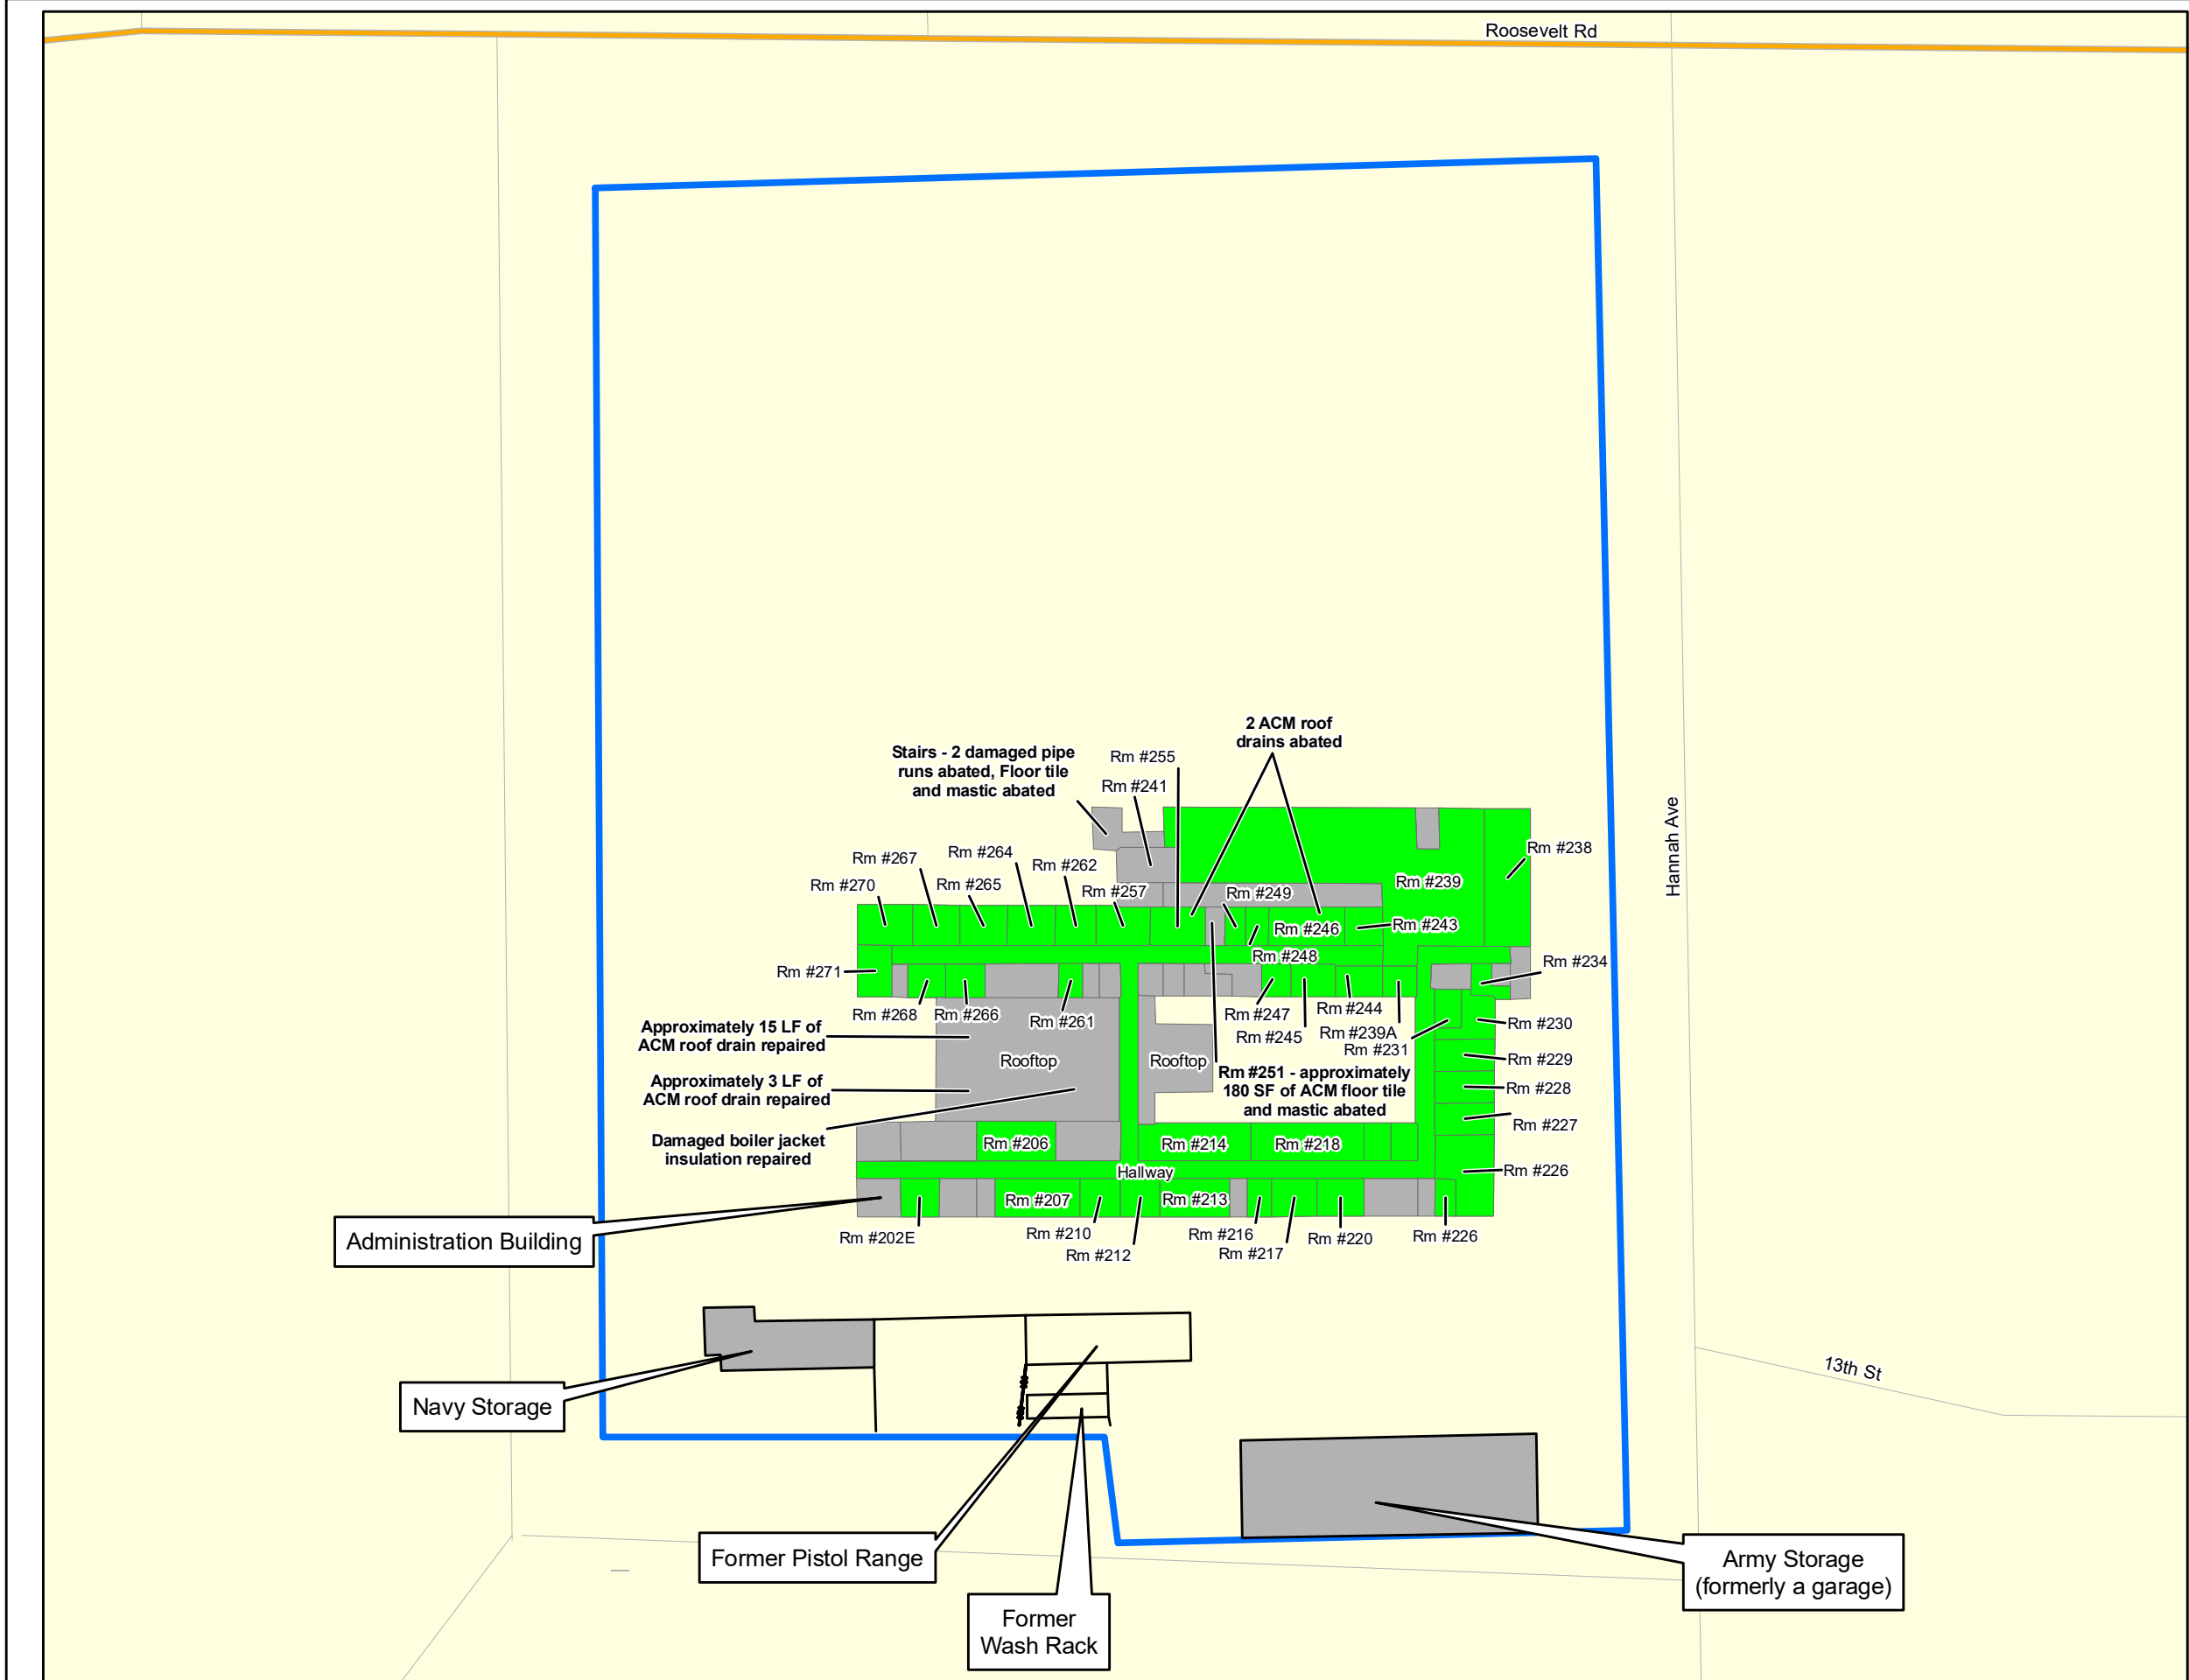 Roosevelt Rd
Hannah Ave
13th St
2 ACM roof
drains abated
Stairs - 2 damaged pipe
runs abated, Floor tile
and mastic abated
Rm #255
Rm #241
Rm #238
Rm #267
Rm #264
Rm #262
Rm #270
Rm #265
Rm #257
Rm #249
Rm #239
Rm #246
Rm #243
Rm #248
Rm #271
Rm #234
Rm #268
Rm #266
Rm #261
Rm #247
Rm #244
Rm #245
Rm #239A
Rm #231
Rm #230
Rm #229
Rm #228
Rm #227
Rm #226
Approximately 15 LF of
ACM roof drain repaired
Rooftop
Rooftop
Approximately 3 LF of
ACM roof drain repaired
Rm #251 - approximately
180 SF of ACM floor tile
and mastic abated
Damaged boiler jacket
insulation repaired
Rm #206
Rm #214
Rm #218
Hallway
Rm #207
Rm #213
Rm #202E
Rm #210
Rm #212
Rm #216
Rm #217
Rm #220
Rm #226
Administration Building
Navy Storage
Former Pistol Range
Former
Wash Rack
Army Storage
(formerly a garage)